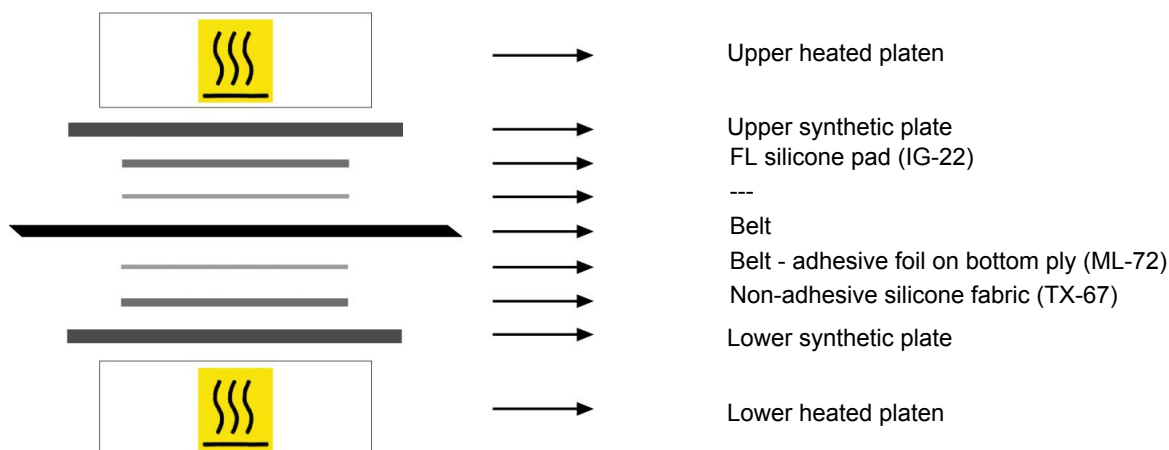 Upper heated platen
Upper synthetic plate
FL silicone pad (IG-22)
---
Belt
Belt - adhesive foil on bottom ply (ML-72)
Non-adhesive silicone fabric (TX-67)
Lower synthetic plate
Lower heated platen